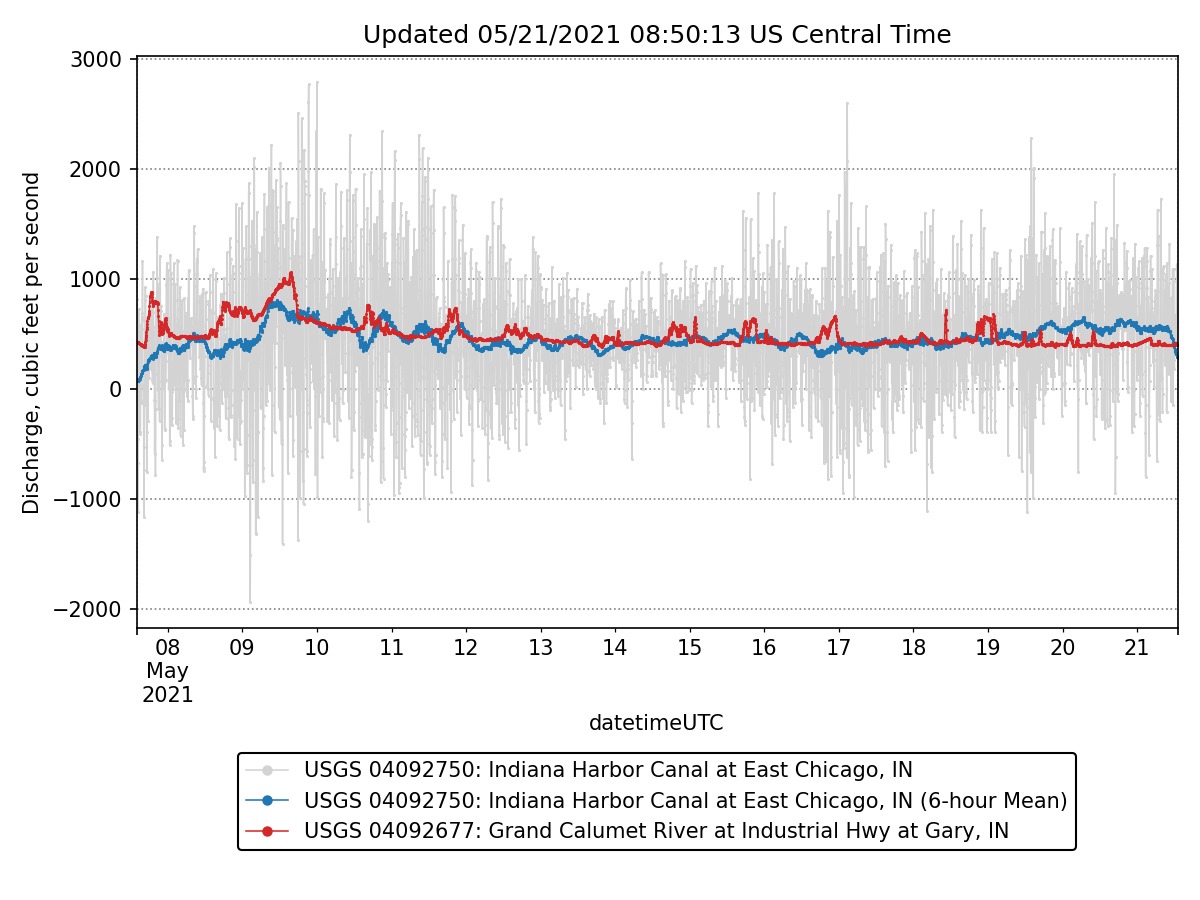 Updated 05/21/2021 08:50:13 US Central Time
Discharge, cubic feet per second
3000
2000
1000
0
−1000
−2000
08 09 10 11 12 13 14 15 16 17 18 19 20 21
May
2021
datetimeUTC
USGS 04092750: Indiana Harbor Canal at East Chicago, IN
USGS 04092750: Indiana Harbor Canal at East Chicago, IN (6-hour Mean)
USGS 04092677: Grand Calumet River at Industrial Hwy at Gary, IN